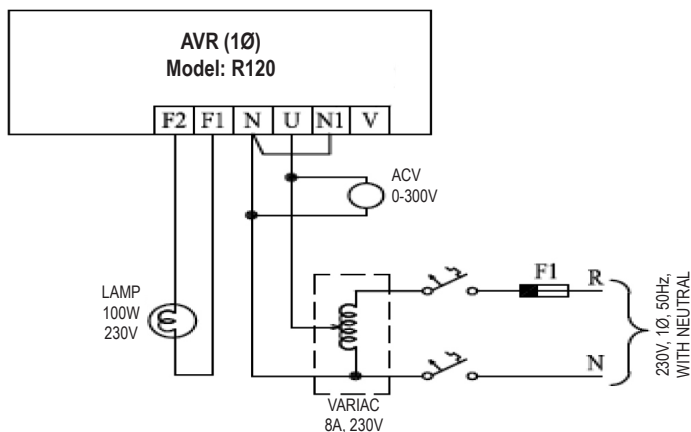 AVR (1Ø)
Model: R120
F2 F1 N U N1 V
ACV
0-300V
LAMP
100W
230V
F1
R
N
230V, 1Ø, 50Hz,
WITH NEUTRAL
VARIAC
8A, 230V